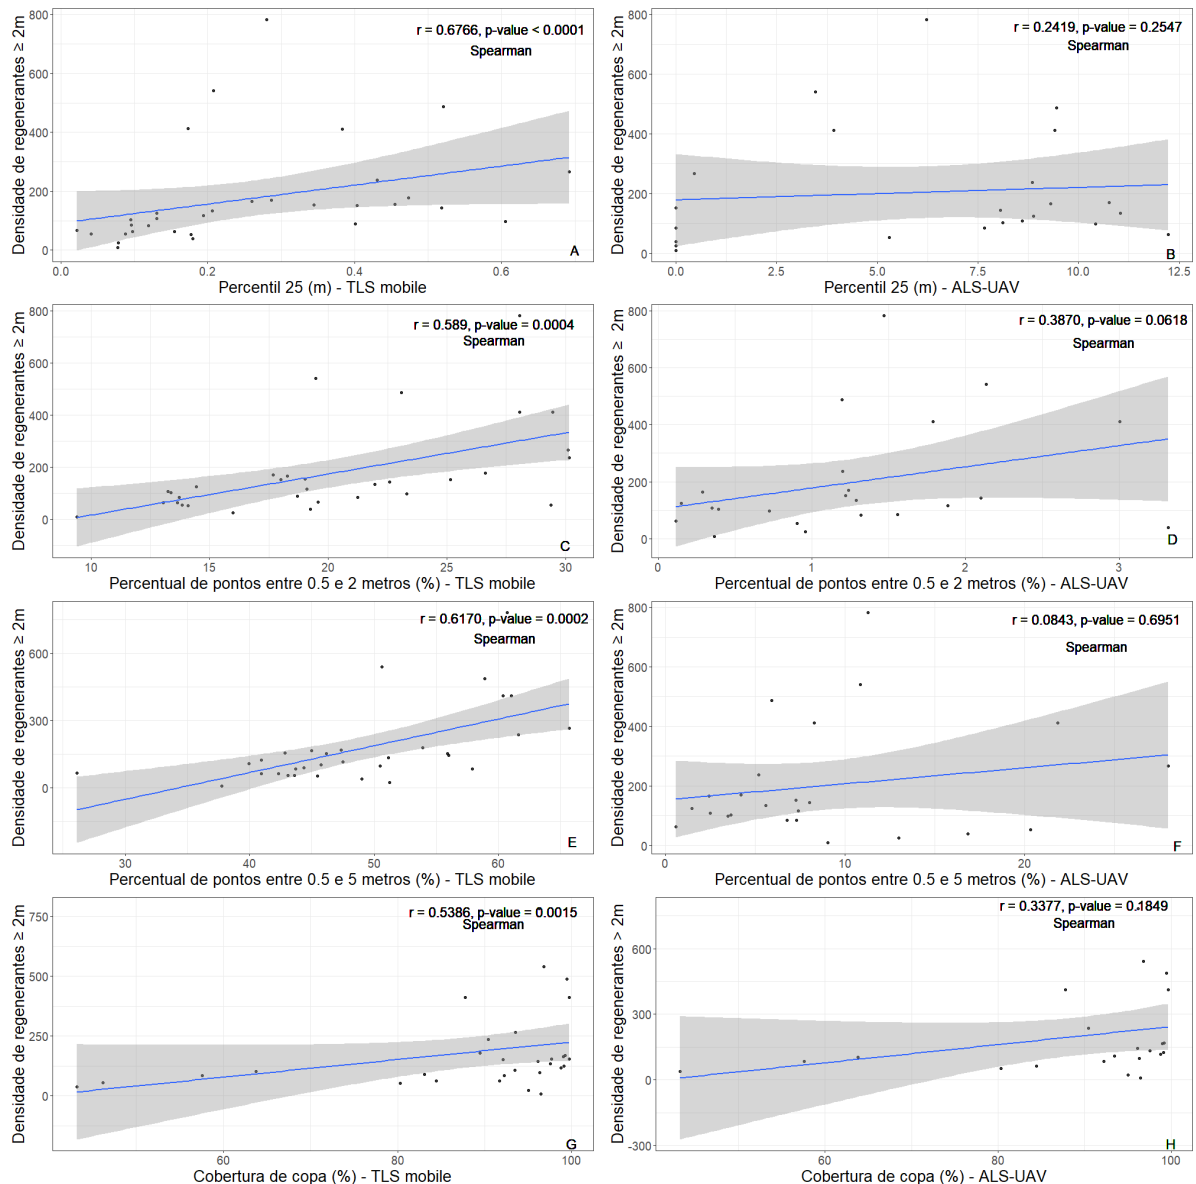 Densidade de regenerantes ≥ 2m
800
600
400
200
0
r = 0.6766, p-value < 0.0001
Spearman
A
0.0 0.2 0.4 0.6
Percentil 25 (m) - TLS mobile
Densidade de regenerantes ≥ 2m
800
600
400
200
0
r = 0.2419, p-value = 0.2547
Spearman
B
0.0 2.5 5.0 7.5 10.0 12.5
Percentil 25 (m) - ALS-UAV
Densidade de regenerantes ≥ 2m
800
600
400
200
0
r = 0.589, p-value = 0.0004
Spearman
C
10 15 20 25 30
Percentual de pontos entre 0.5 e 2 metros (%) - TLS mobile
Densidade de regenerantes ≥ 2m
800
600
400
200
0
r = 0.3870, p-value = 0.0618
Spearman
D
0 1 2 3
Percentual de pontos entre 0.5 e 2 metros (%) - ALS-UAV
Densidade de regenerantes ≥ 2m
600
300
0
r = 0.6170, p-value = 0.0002
Spearman
E
30 40 50 60
Percentual de pontos entre 0.5 e 5 metros (%) - TLS mobile
Densidade de regenerantes ≥ 2m
800
600
400
200
0
r = 0.0843, p-value = 0.6951
Spearman
F
0 10 20
Percentual de pontos entre 0.5 e 5 metros (%) - ALS-UAV
Densidade de regenerantes > 2m
750
500
250
0
r = 0.5386, p-value = 0.0015
Spearman
G
60 80 100
Cobertura de copa (%) - TLS mobile
Densidade de regenerantes > 2m
600
300
0
-300
r = 0.3377, p-value = 0.1849
Spearman
H
60 80 100
Cobertura de copa (%) - ALS-UAV